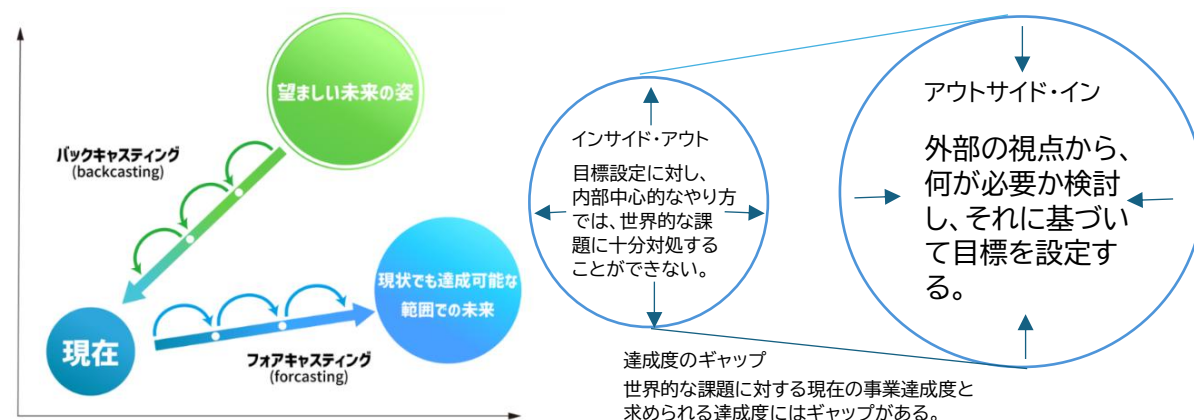 望ましい未来の姿
バックキャスティング
(backcasting)
現在
現状でも達成可能な
範囲での未来
フォアキャスティング
(forcasting)
インサイド・アウト
目標設定に対し、
内部中心的なやり方
では、世界的な課
題に十分対処する
ことができない。
アウトサイド・イン
外部の視点から、
何が必要か検討
し、それに基づい
て目標を設定す
る。
達成度のギャップ
世界的な課題に対する現在の事業達成度と
求められる達成度にはギャップがある。